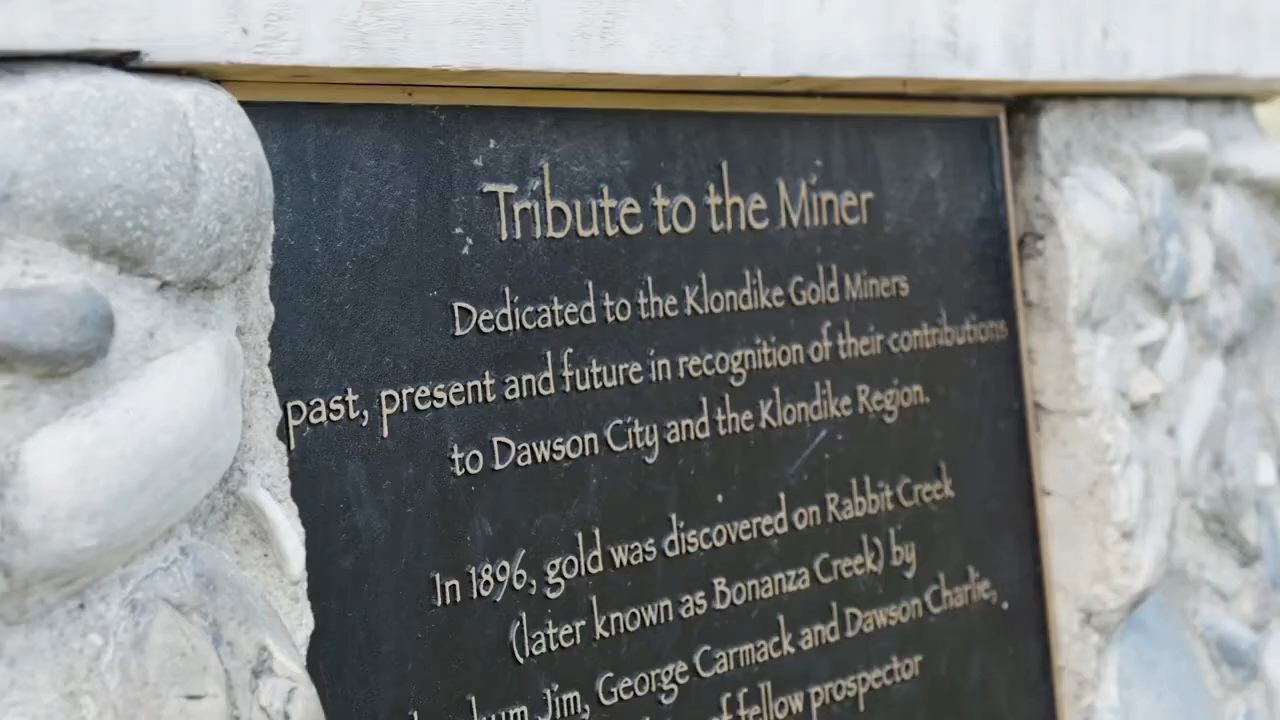 Tribute to the Miner
Dedicated to the Klondike Gold Miners
past, present and future in recognition of their contributions
to Dawson City and the Klondike Region.
In 1896, gold was discovered on Rabbit Creek
(later known as Bonanza Creek) by
Jim, George Carmack and Dawson Charlie,
of fellow prospector